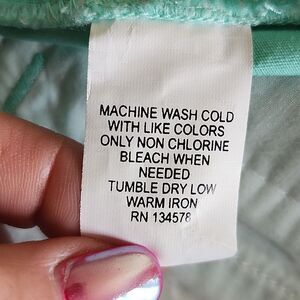 MACHINE WASH COLD
WITH LIKE COLORS
ONLY NON CHLORINE
BLEACH WHEN
NEEDED
TUMBLE DRY LOW
WARM IRON
RN 134578